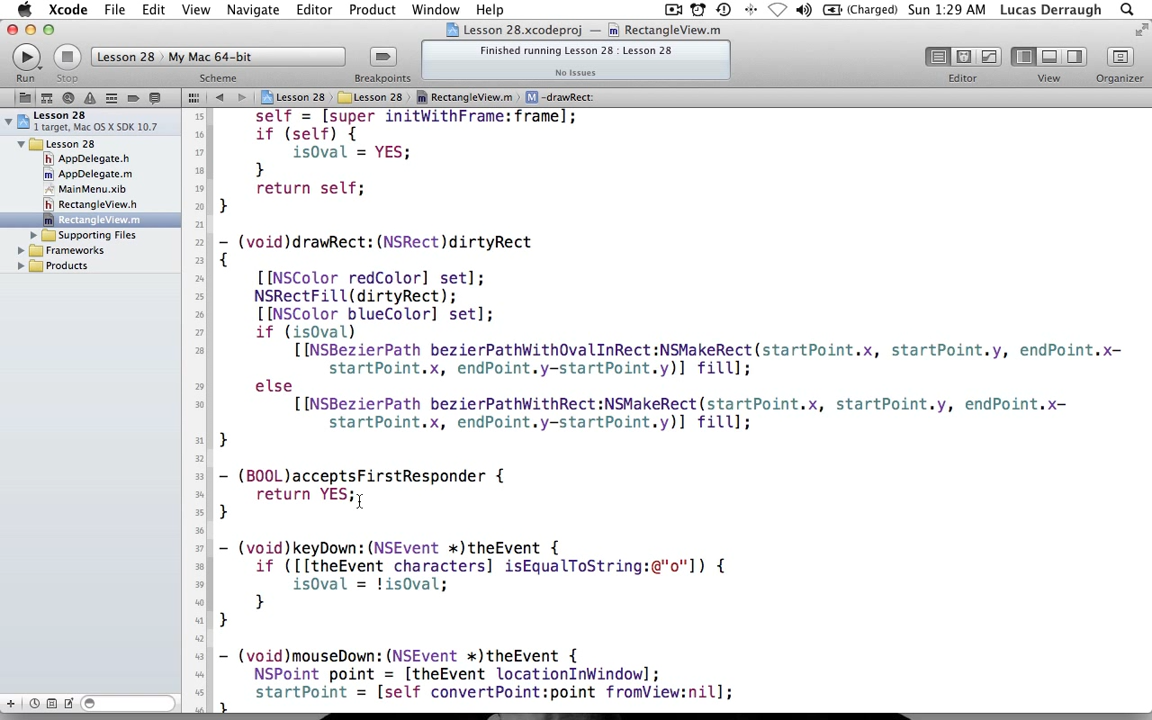 Xcode File Edit View Navigate Editor Product Window Help (Charged) Sun 1:29 AM Lucas Derraugh
Lesson 28.xcodeproj — RectangleView.m
Lesson 28 〉 My Mac 64-bit
Finished running Lesson 28 : Lesson 28
No Issues
Run Stop Scheme Breakpoints Editor View Organizer
Lesson 28 〉 Lesson 28 〉 RectangleView.m 〉 M -drawRect:
Lesson 28
1 target, Mac OS X SDK 10.7
Lesson 28
h AppDelegate.h
m AppDelegate.m
MainMenu.xib
h RectangleView.h
m RectangleView.m
Supporting Files
Frameworks
Products
15 self = [super initWithFrame:frame];
16 if (self) {
17 isOval = YES;
18 }
19 return self;
20 }
21
22 - (void)drawRect:(NSRect)dirtyRect
23 {
24 [[NSColor redColor] set];
25 NSRectFill(dirtyRect);
26 [[NSColor blueColor] set];
27 if (isOval)
28 [[NSBezierPath bezierPathWithOvalInRect:NSMakeRect(startPoint.x, startPoint.y, endPoint.x-
startPoint.x, endPoint.y-startPoint.y)] fill];
29 else
30 [[NSBezierPath bezierPathWithRect:NSMakeRect(startPoint.x, startPoint.y, endPoint.x-
startPoint.x, endPoint.y-startPoint.y)] fill];
31 }
32
33 - (BOOL)acceptsFirstResponder {
34 return YES;
35 }
36
37 - (void)keyDown:(NSEvent *)theEvent {
38 if ([[theEvent characters] isEqualToString:@"o"]) {
39 isOval = !isOval;
40 }
41 }
42
43 - (void)mouseDown:(NSEvent *)theEvent {
44 NSPoint point = [theEvent locationInWindow];
45 startPoint = [self convertPoint:point fromView:nil];
}